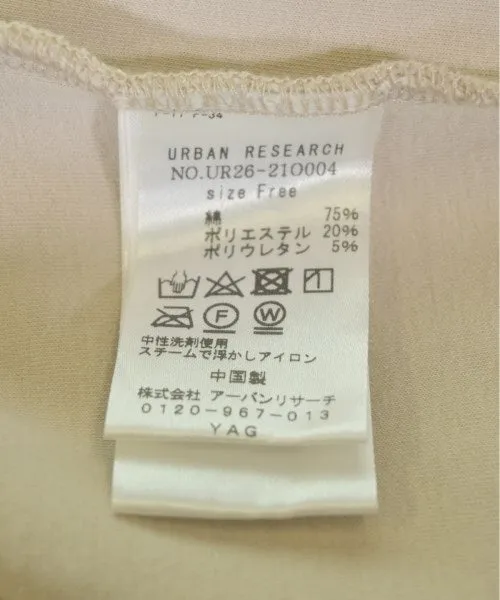 URBAN RESEARCH
NO.UR26-21O004
size Free
綿 75%
ポリエステル 20%
ポリウレタン 5%
F W
中性洗剤使用
スチームで浮かしアイロン
中国製
株式会社 アーバンリサーチ
0120-967-013
YAG